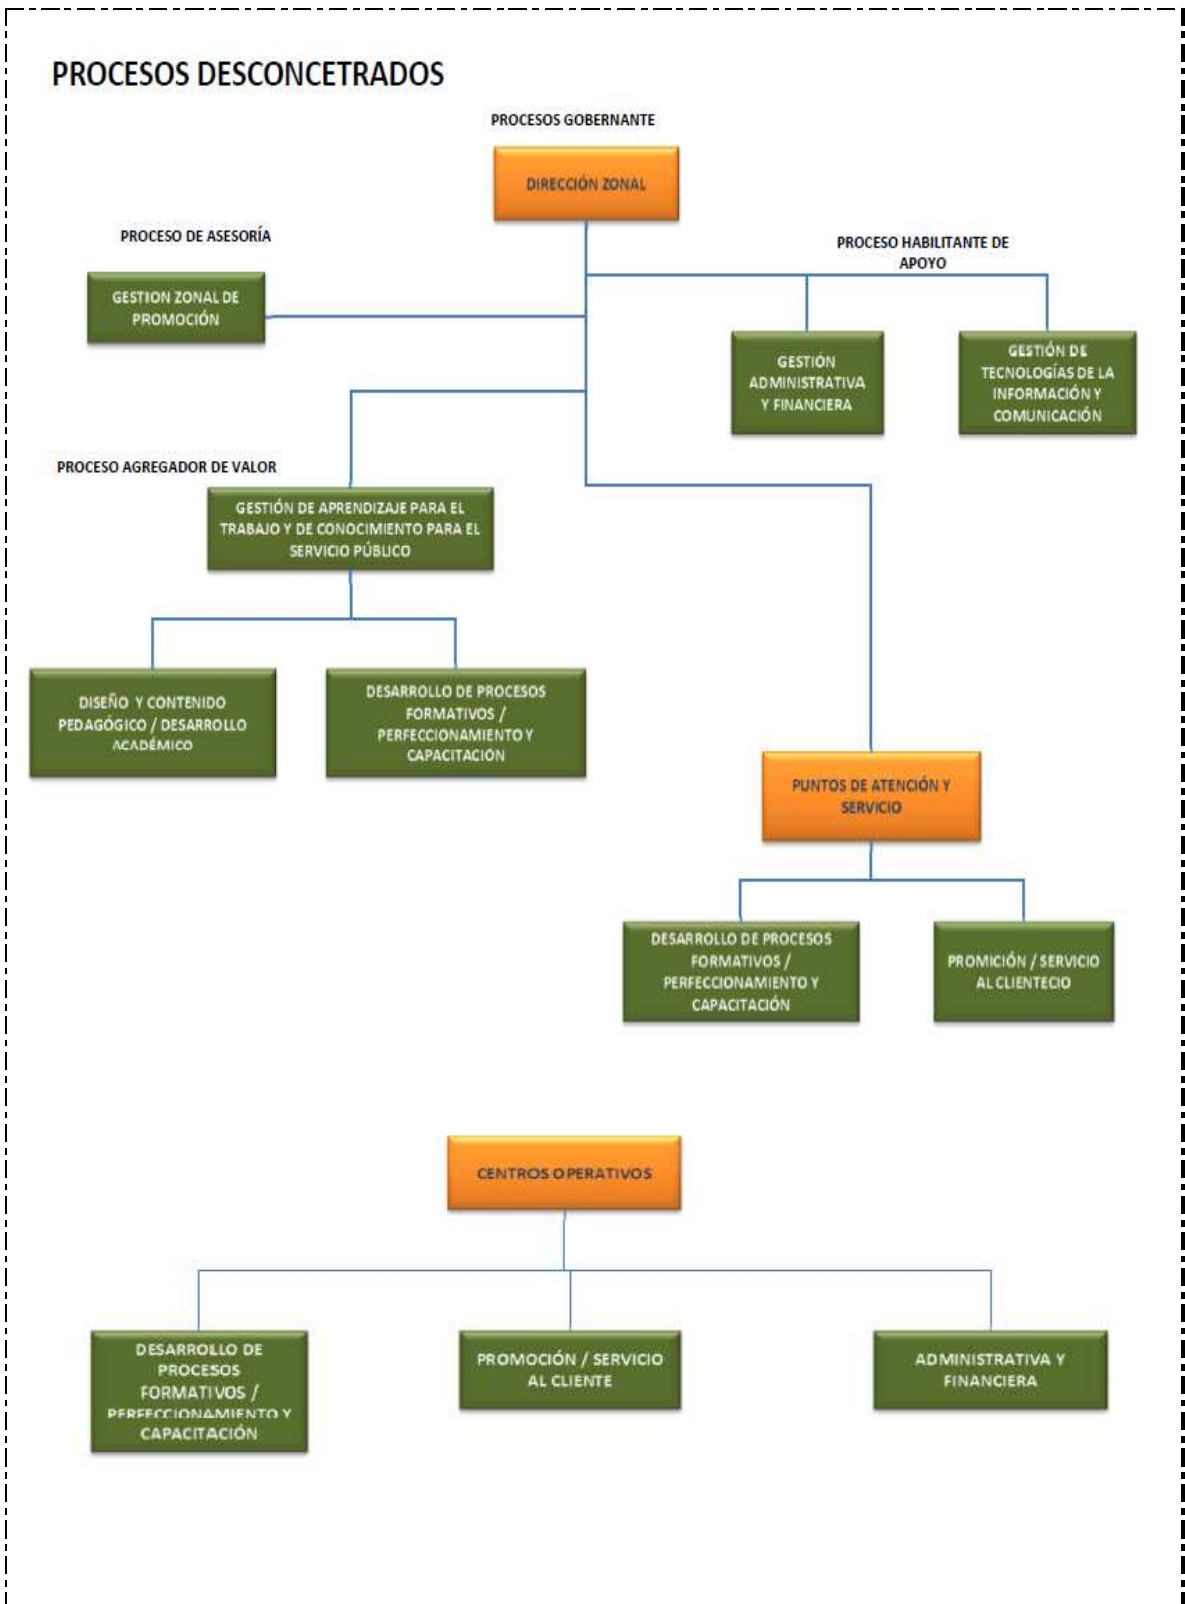 PROCESOS DESCONCETRADOS
PROCESOS GOBERNANTE
DIRECCIÓN ZONAL
PROCESO DE ASESORÍA
GESTION ZONAL DE
PROMOCIÓN
PROCESO HABILITANTE DE
APOYO
GESTIÓN
ADMINISTRATIVA
Y FINANCIERA
GESTIÓN DE
TECNOLOGÍAS DE LA
INFORMACIÓN Y
COMUNICACIÓN
PROCESO AGREGADOR DE VALOR
GESTIÓN DE APRENDIZAJE PARA EL
TRABAJO Y DE CONOCIMIENTO PARA EL
SERVICIO PÚBLICO
DISEÑO Y CONTENIDO
PEDAGÓGICO / DESARROLLO
ACADÉMICO
DESARROLLO DE PROCESOS
FORMATIVOS /
PERFECCIONAMIENTO Y
CAPACITACIÓN
PUNTOS DE ATENCIÓN Y
SERVICIO
DESARROLLO DE PROCESOS
FORMATIVOS /
PERFECCIONAMIENTO Y
CAPACITACIÓN
PROMICIÓN / SERVICIO
AL CLIENTECIO
CENTROS OPERATIVOS
DESARROLLO DE
PROCESOS
FORMATIVOS /
PERFECCIONAMIENTO Y
CAPACITACIÓN
PROMOCIÓN / SERVICIO
AL CLIENTE
ADMINISTRATIVA Y
FINANCIERA